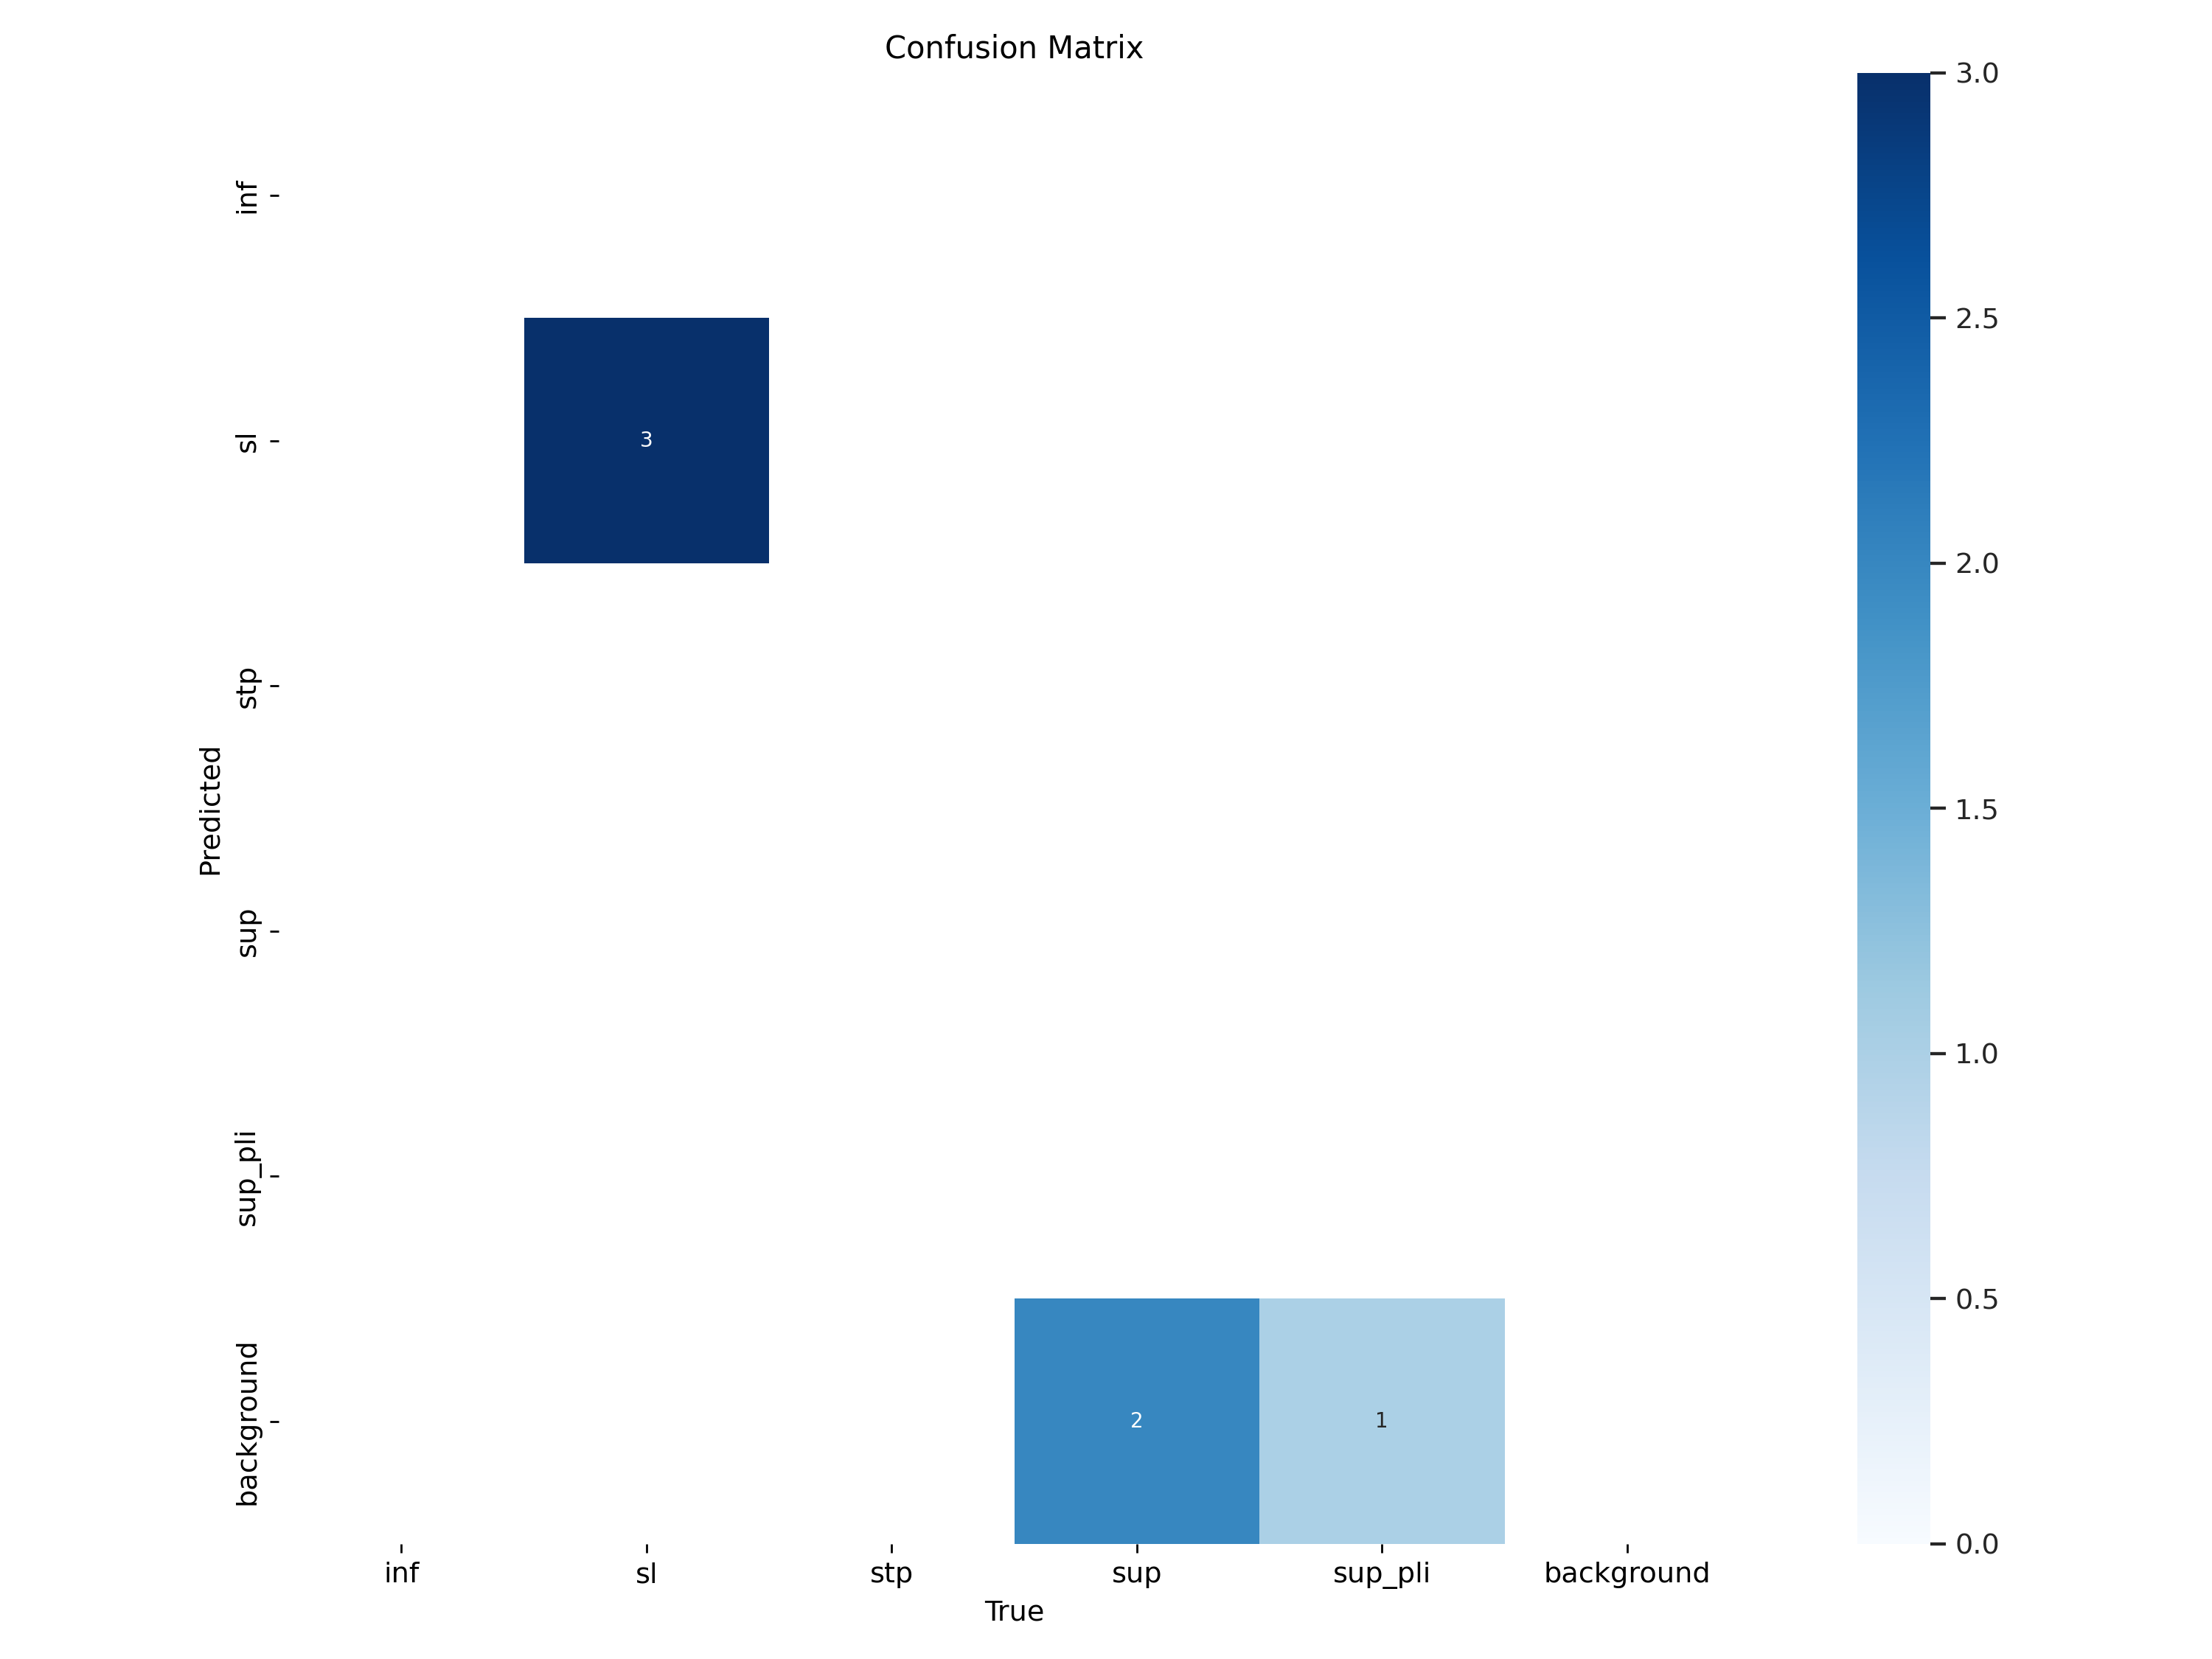 Confusion Matrix
3.0
inf
2.5
sl
3
2.0
stp
Predicted
1.5
sup
1.0
sup_pli
0.5
background
2
1
0.0
inf
sl
stp
sup
sup_pli
background
True